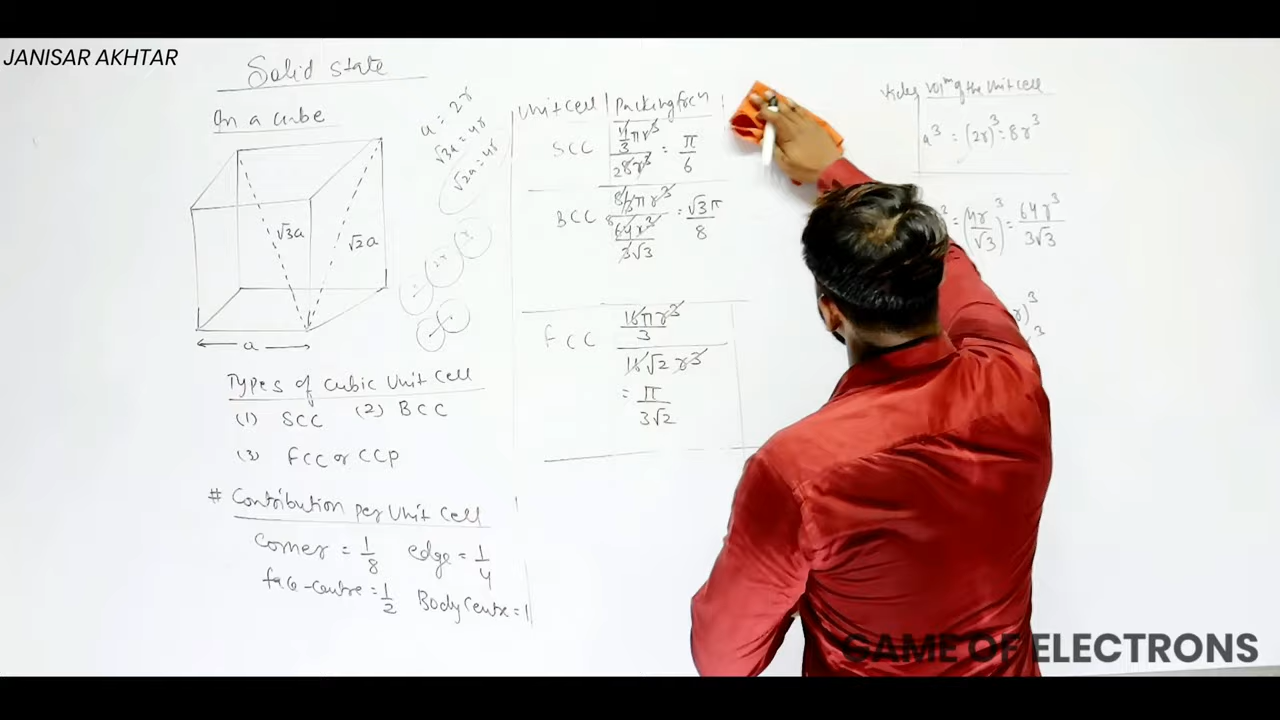 JANISAR AKHTAR
Solid state
In a cube
√3a
√2a
a
a = 2r
√3a = 4r
√2a = 4r
Types of cubic Unit Cell
(1) SCC (2) BCC
(3) FCC or CCP
# Contribution per Unit Cell
Corner = 1/8 edge = 1/4
face-centre = 1/2 Body Centre = 1
Unit Cell | Packing
SCC 4/3 πr³ / 8r³ = π/6
BCC 8/3 πr³ / 64r³/3√3 = √3π/8
FCC 16πr³/3 / 16√2 r³
= π/3√2
of the Unit cell
a³ = (2r)³ = 8r³
= (4r/√3)³ = 64r³/3√3
GAME OF ELECTRONS